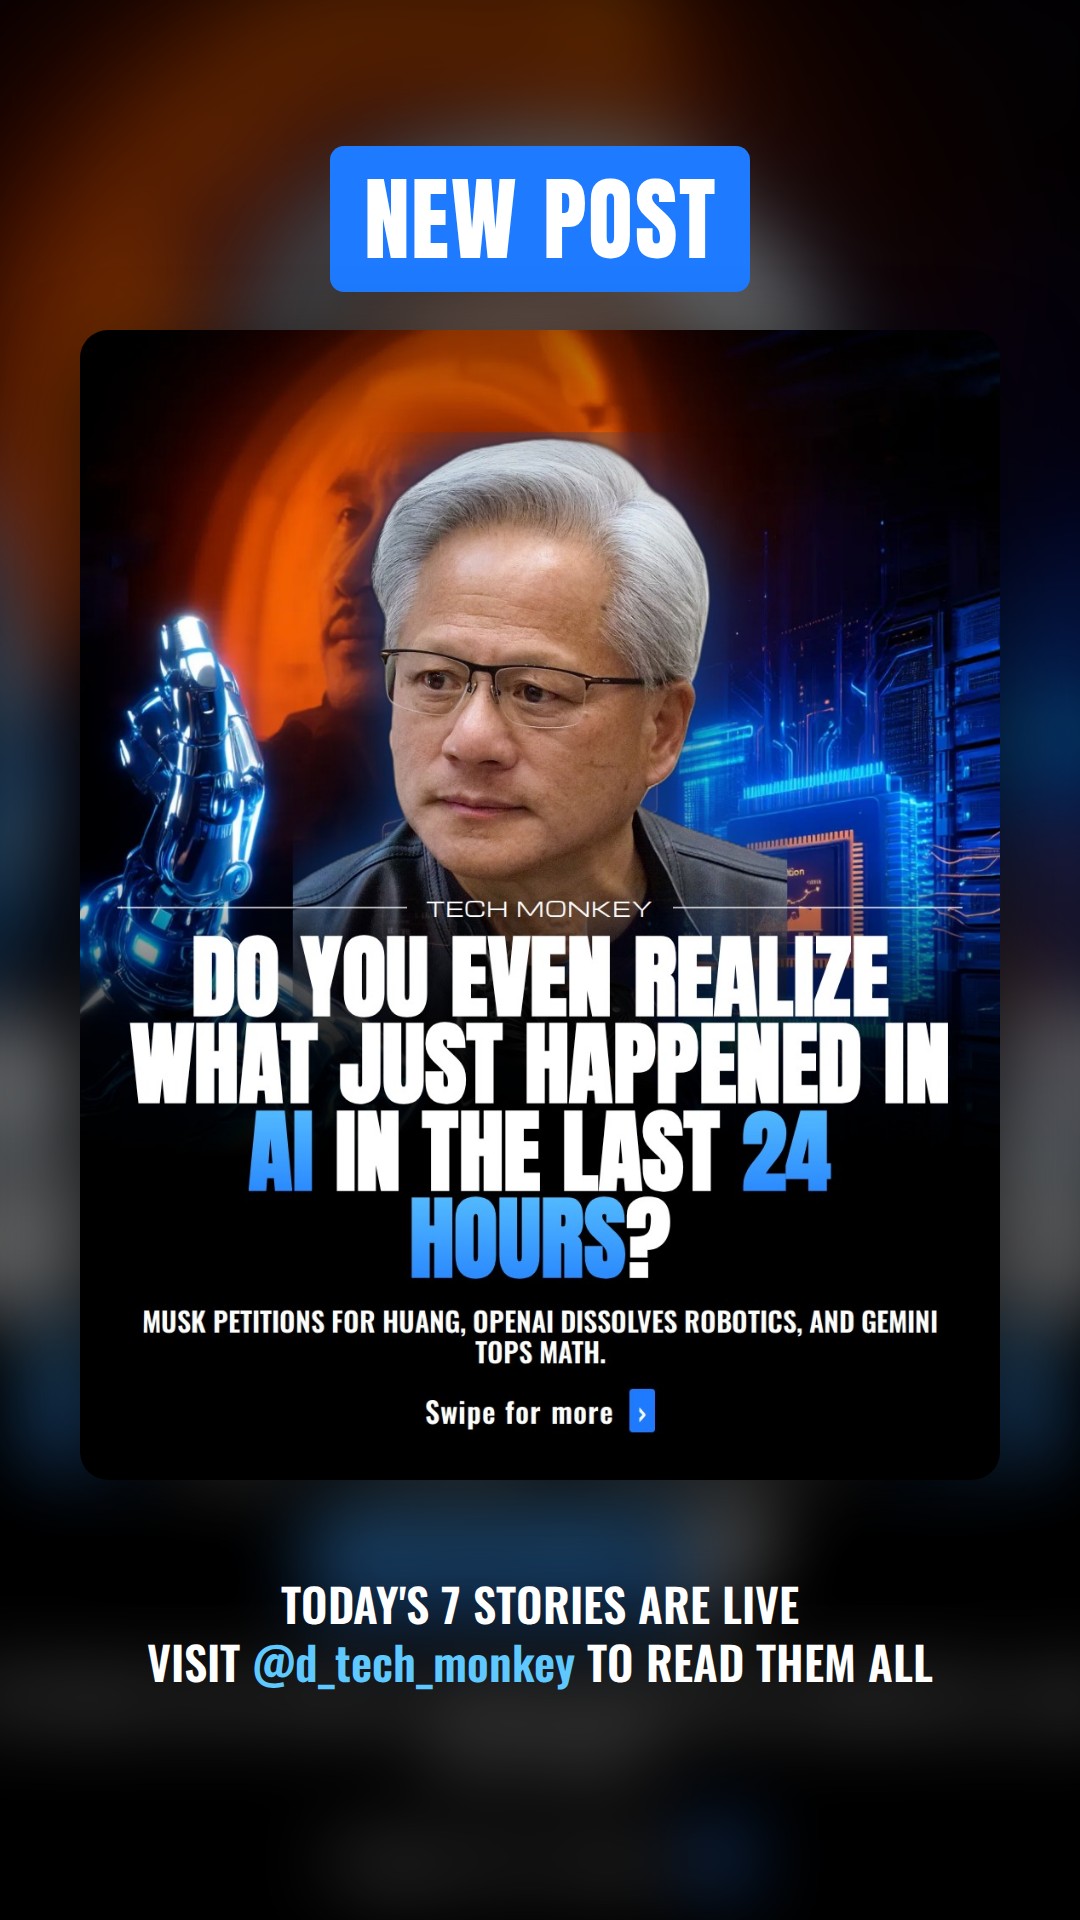 NEW POST
TECH MONKEY
DO YOU EVEN REALIZE
WHAT JUST HAPPENED IN
AI IN THE LAST 24
HOURS?
MUSK PETITIONS FOR HUANG, OPENAI DISSOLVES ROBOTICS, AND GEMINI
TOPS MATH.
Swipe for more ›
TODAY'S 7 STORIES ARE LIVE
VISIT @d_tech_monkey TO READ THEM ALL